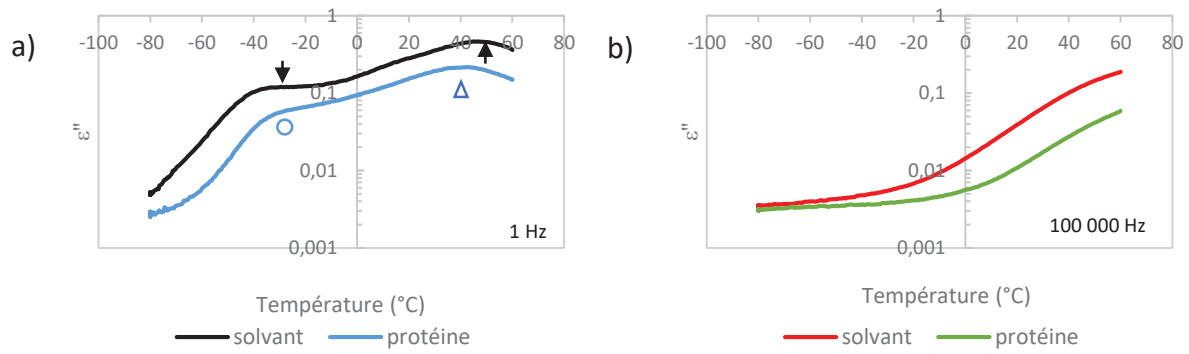 a)
1
-100 -80 -60 -40 -20 0 20 40 60 80
0,1
0,01
0,001
ε"
1 Hz
Température (°C)
solvant protéine
b)
1
-100 -80 -60 -40 -20 0 20 40 60 80
0,1
0,01
0,001
ε"
100 000 Hz
Température (°C)
solvant protéine